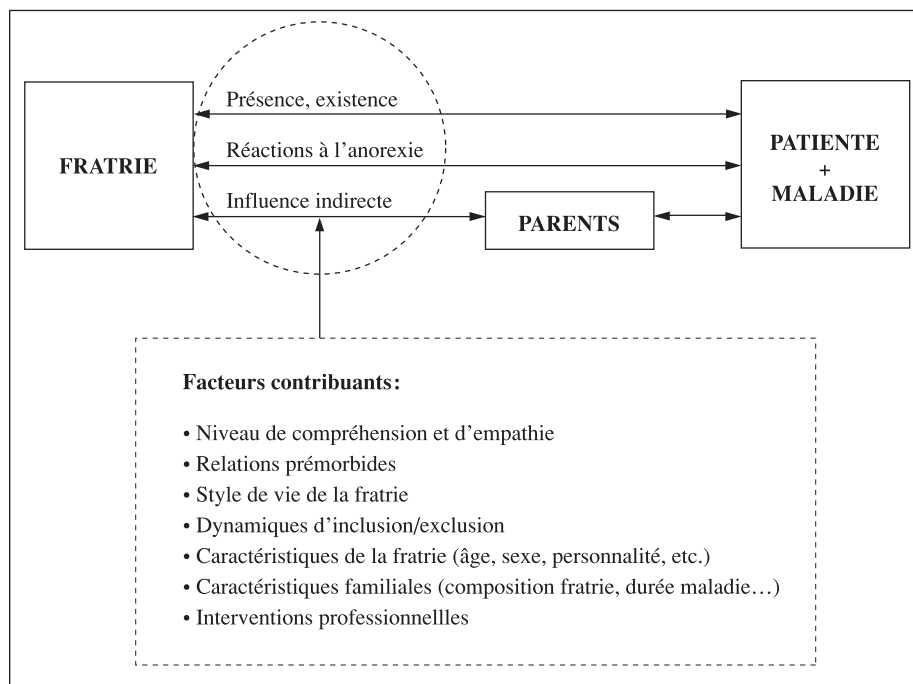 Présence, existence
Réactions à l'anorexie
Influence indirecte
FRATRIE
PARENTS
PATIENTE
+
MALADIE
Facteurs contribuants:
• Niveau de compréhension et d'empathie
• Relations prémorbides
• Style de vie de la fratrie
• Dynamiques d'inclusion/exclusion
• Caractéristiques de la fratrie (âge, sexe, personnalité, etc.)
• Caractéristiques familiales (composition fratrie, durée maladie…)
• Interventions professionnellles